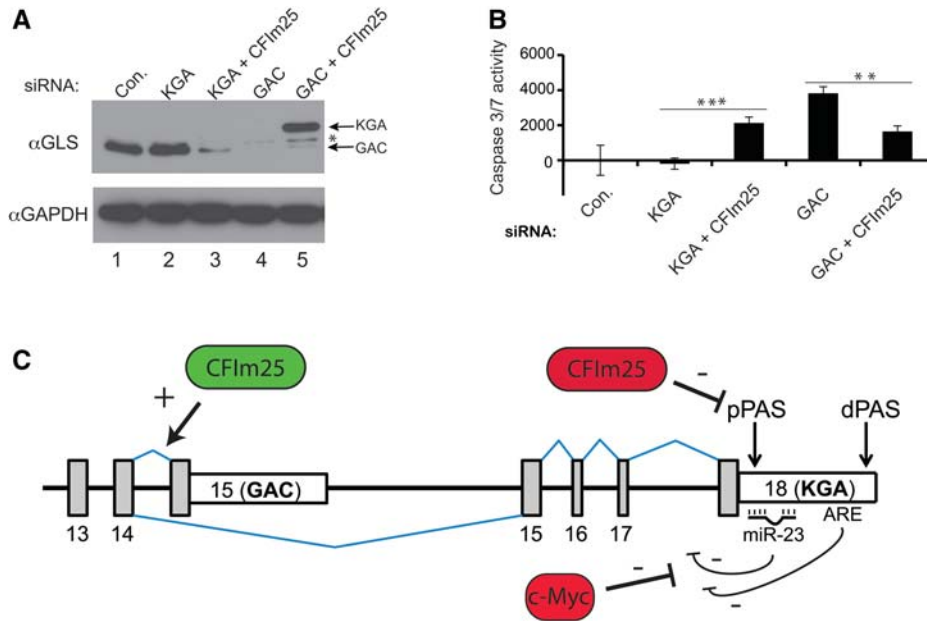 A
siRNA: Con. KGA KGA + CFIm25 GAC GAC + CFIm25
αGLS
KGA
*
GAC
αGAPDH
1 2 3 4 5
B
Caspase 3/7 activity
6000
4000
2000
0
-2000
*** **
siRNA: Con. KGA KGA + CFIm25 GAC GAC + CFIm25
C
CFIm25
+
CFIm25
-
pPAS dPAS
15 (GAC) 18 (KGA)
13 14 15 16 17
miR-23 ARE
c-Myc - - -